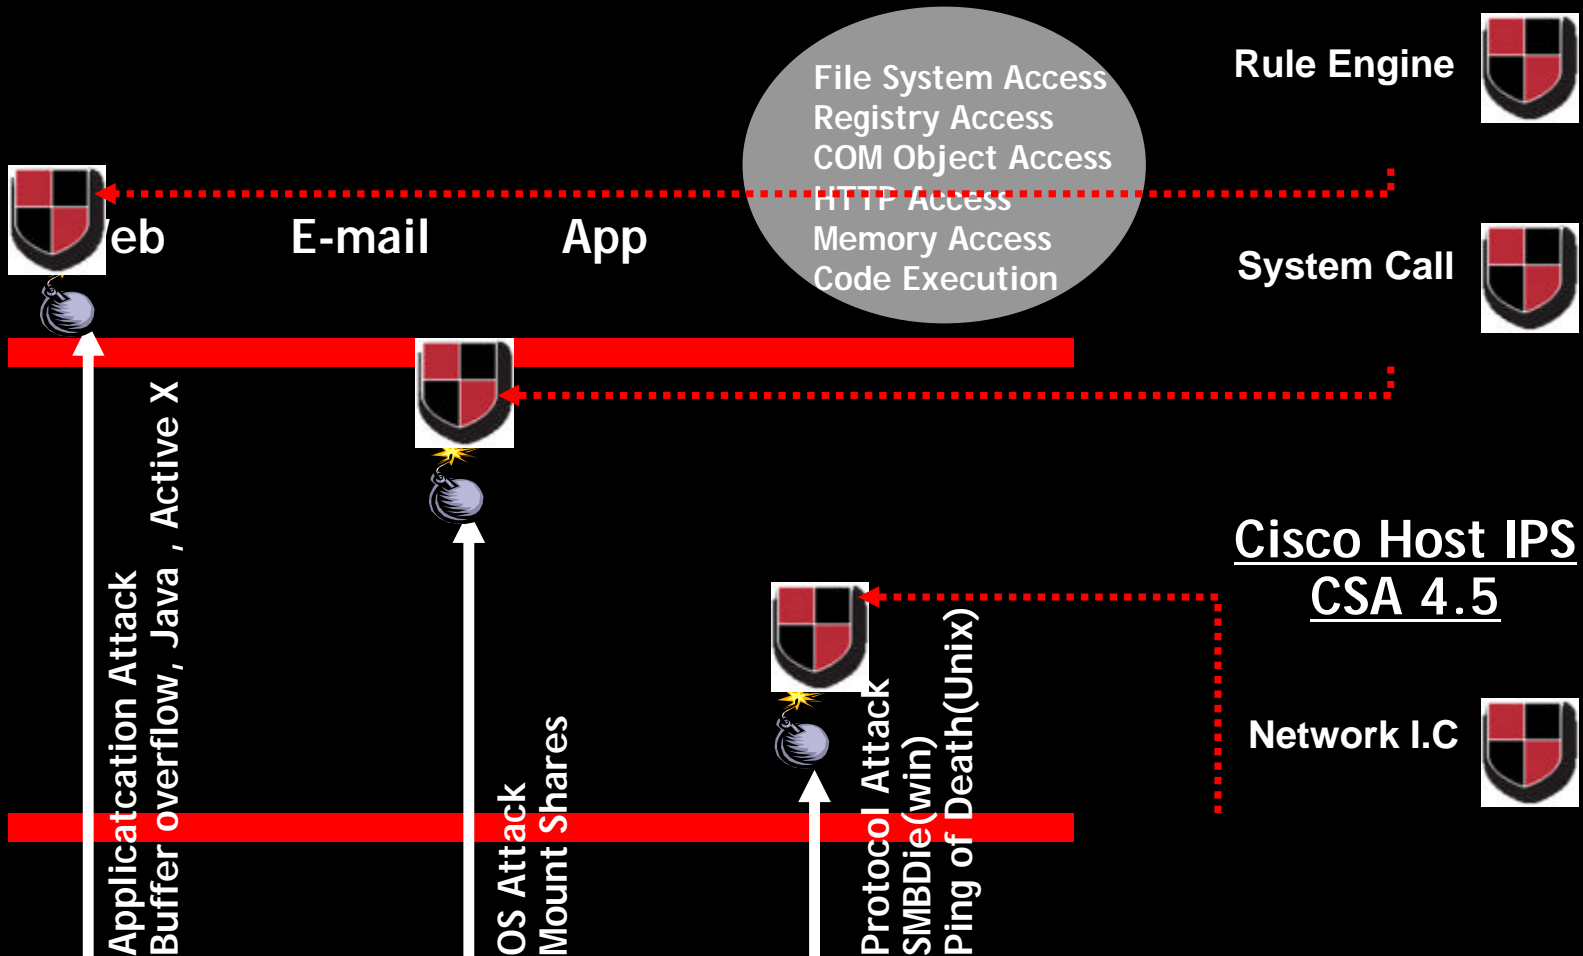 File System Access
Registry Access
COM Object Access
HTTP Access
Memory Access
Code Execution
Rule Engine
System Call
eb
E-mail
App
Applicatcation Attack
Buffer overflow, Java , Active X
OS Attack
Mount Shares
Protocol Attack
SMBDie(win)
Ping of Death(Unix)
Cisco Host IPS
CSA 4.5
Network I.C